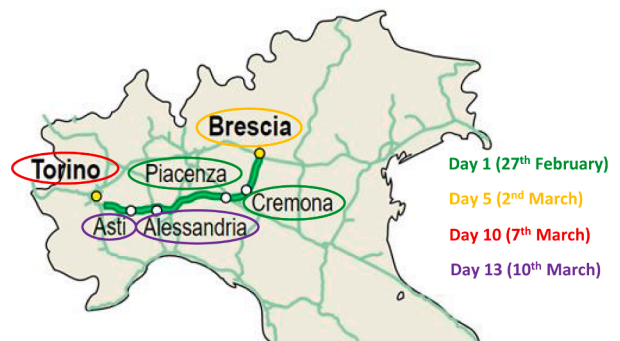 Brescia
Torino
Piacenza
Cremona
Asti
Alessandria
Day 1 (27th February)
Day 5 (2nd March)
Day 10 (7th March)
Day 13 (10th March)